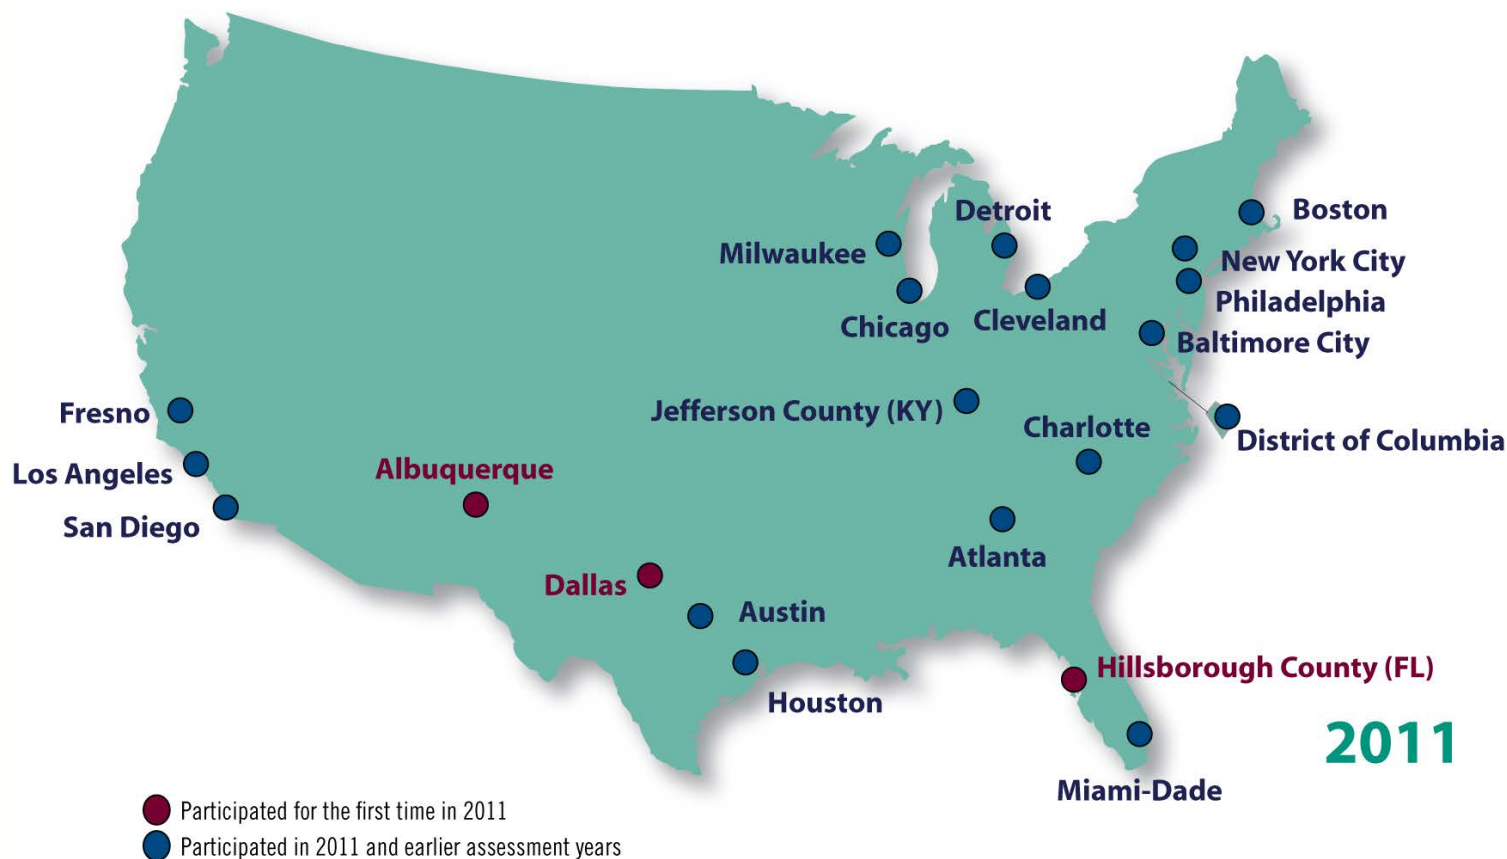 Detroit
Boston
Milwaukee
New York City
Philadelphia
Chicago
Cleveland
Baltimore City
Fresno
Jefferson County (KY)
Charlotte
District of Columbia
Los Angeles
Albuquerque
San Diego
Atlanta
Dallas
Austin
Hillsborough County (FL)
Houston
2011
Miami-Dade
Participated for the first time in 2011
Participated in 2011 and earlier assessment years